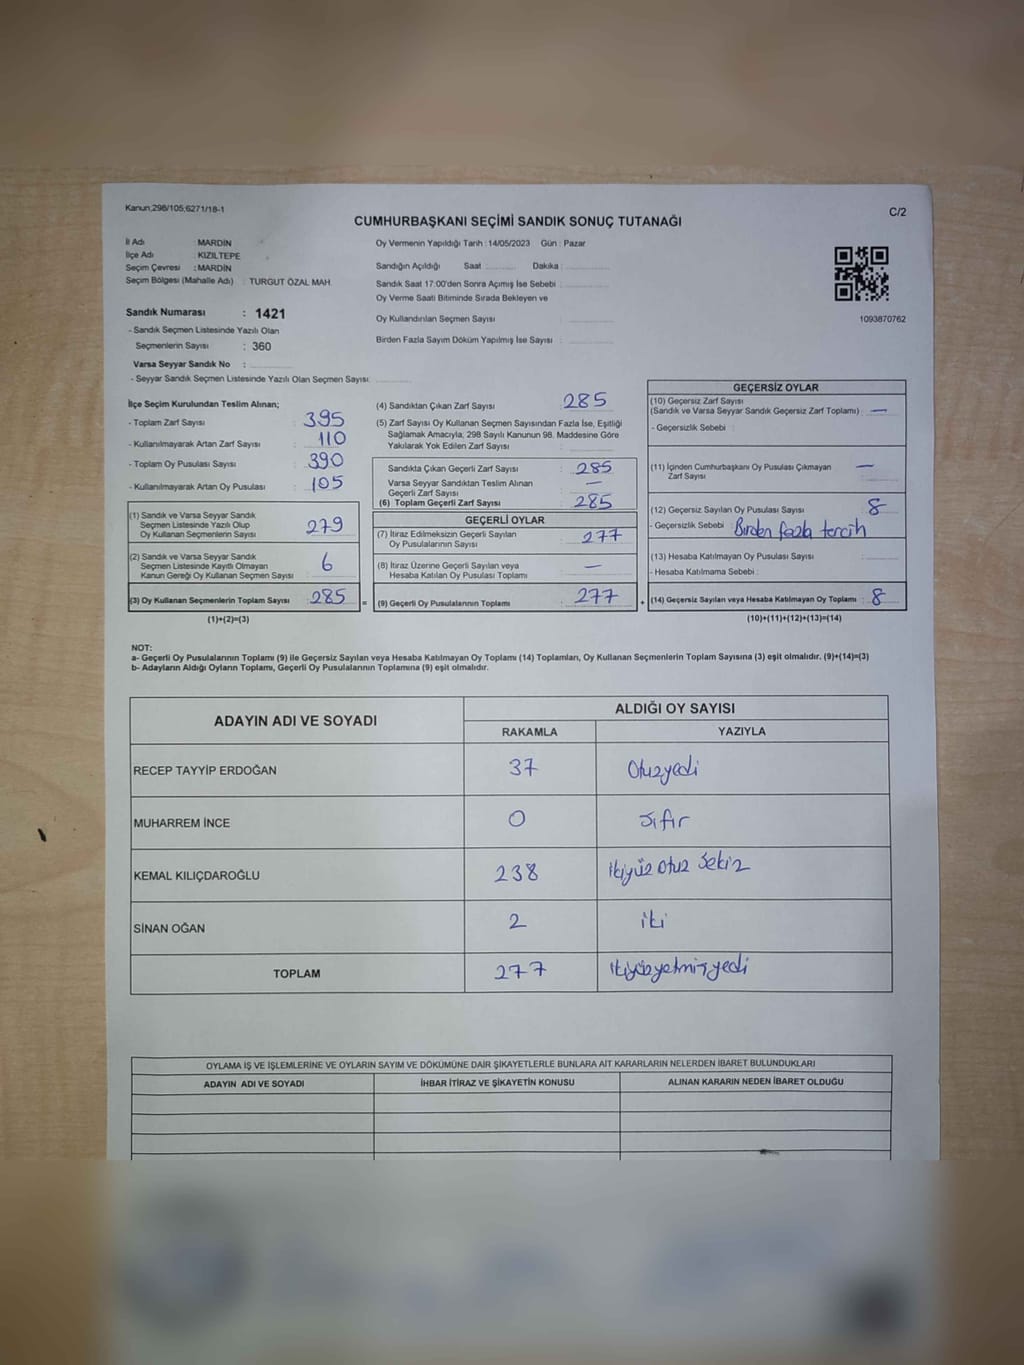 Kanun;298/105;6271/18-1
C/2
CUMHURBAŞKANI SEÇİMİ SANDIK SONUÇ TUTANAĞI
İl Adı : MARDİN
İlçe Adı : KIZILTEPE
Seçim Çevresi : MARDİN
Seçim Bölgesi (Mahalle Adı) : TURGUT ÖZAL MAH.
Sandık Numarası : 1421
- Sandık Seçmen Listesinde Yazılı Olan
Seçmenlerin Sayısı : 360
Varsa Seyyar Sandık No :
- Seyyar Sandık Seçmen Listesinde Yazılı Olan Seçmen Sayısı:
Oy Vermenin Yapıldığı Tarih : 14/05/2023 Gün : Pazar
Sandığın Açıldığı Saat Dakika :
Sandık Saat 17:00'den Sonra Açımış İse Sebebi :
Oy Verme Saati Bitiminde Sırada Bekleyen ve
Oy Kullandırılan Seçmen Sayısı :
Birden Fazla Sayım Döküm Yapılmış İse Sayısı :
1093870762
İlçe Seçim Kurulundan Teslim Alınan;
- Toplam Zarf Sayısı : 395
- Kullanılmayarak Artan Zarf Sayısı : 110
- Toplam Oy Pusulası Sayısı : 390
- Kullanılmayarak Artan Oy Pusulası : 105
(1) Sandık ve Varsa Seyyar Sandık
Seçmen Listesinde Yazılı Olup
Oy Kullanan Seçmenlerin Sayısı : 279
(2) Sandık ve Varsa Seyyar Sandık
Seçmen Listesinde Kayıtlı Olmayan
Kanun Gereği Oy Kullanan Seçmen Sayısı : 6
(3) Oy Kullanan Seçmenlerin Toplam Sayısı : 285 =
(1)+(2)=(3)
(4) Sandıktan Çıkan Zarf Sayısı : 285
(5) Zarf Sayısı Oy Kullanan Seçmen Sayısından Fazla İse, Eşitliği
Sağlamak Amacıyla, 298 Sayılı Kanunun 98. Maddesine Göre
Yakılarak Yok Edilen Zarf Sayısı :
Sandıkta Çıkan Geçerli Zarf Sayısı : 285
Varsa Seyyar Sandıktan Teslim Alınan
Geçerli Zarf Sayısı : —
(6) Toplam Geçerli Zarf Sayısı : 285
GEÇERLİ OYLAR
(7) İtiraz Edilmeksizin Geçerli Sayılan
Oy Pusulalarının Sayısı : 277
(8) İtiraz Üzerine Geçerli Sayılan veya
Hesaba Katılan Oy Pusulası Toplamı : —
(9) Geçerli Oy Pusulalarının Toplamı : 277 +
GEÇERSİZ OYLAR
(10) Geçersiz Zarf Sayısı
(Sandık ve Varsa Seyyar Sandık Geçersiz Zarf Toplamı) : —
- Geçersizlik Sebebi :
(11) İçinden Cumhurbaşkanı Oy Pusulası Çıkmayan
Zarf Sayısı : —
(12) Geçersiz Sayılan Oy Pusulası Sayısı : 8
- Geçersizlik Sebebi : Birden fazla tercih
(13) Hesaba Katılmayan Oy Pusulası Sayısı :
- Hesaba Katılmama Sebebi :
(14) Geçersiz Sayılan veya Hesaba Katılmayan Oy Toplamı : 8
(10)+(11)+(12)+(13)=(14)
NOT:
a- Geçerli Oy Pusulalarının Toplamı (9) ile Geçersiz Sayılan veya Hesaba Katılmayan Oy Toplamı (14) Toplamları, Oy Kullanan Seçmenlerin Toplam Sayısına (3) eşit olmalıdır. (9)+(14)=(3)
b- Adayların Aldığı Oyların Toplamı, Geçerli Oy Pusulalarının Toplamına (9) eşit olmalıdır.
ADAYIN ADI VE SOYADI ALDIĞI OY SAYISI
RAKAMLA YAZIYLA
RECEP TAYYİP ERDOĞAN 37 Otuzyedi
MUHARREM İNCE 0 Sıfır
KEMAL KILIÇDAROĞLU 238 İkiyüz otuz sekiz
SİNAN OĞAN 2 iki
TOPLAM 277 İkiyüzyetmişyedi
OYLAMA İŞ VE İŞLEMLERİNE VE OYLARIN SAYIM VE DÖKÜMÜNE DAİR ŞİKAYETLERLE BUNLARA AİT KARARLARIN NELERDEN İBARET BULUNDUKLARI
ADAYIN ADI VE SOYADI İHBAR İTİRAZ VE ŞİKAYETİN KONUSU ALINAN KARARIN NEDEN İBARET OLDUĞU